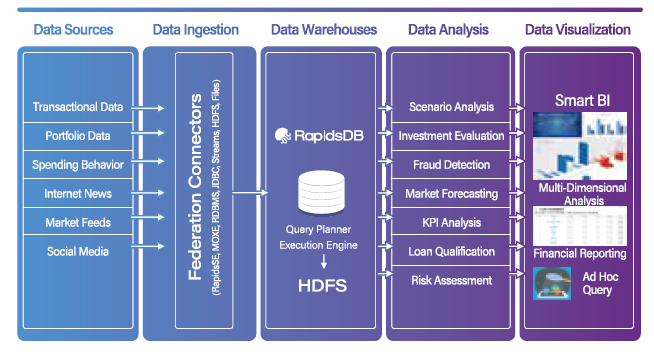 Data Sources
Data Ingestion
Data Warehouses
Data Analysis
Data Visualization
Transactional Data
Portfolio Data
Spending Behavior
Internet News
Market Feeds
Social Media
Federation Connectors
(RapidsSE, MOXE, RDBMS, JDBC, Streams, HDFS, Files)
RapidsDB
Query Planner
Execution Engine
HDFS
Scenario Analysis
Investment Evaluation
Fraud Detection
Market Forecasting
KPI Analysis
Loan Qualification
Risk Assessment
Smart BI
Multi-Dimensional
Analysis
Financial Reporting
Ad Hoc
Query